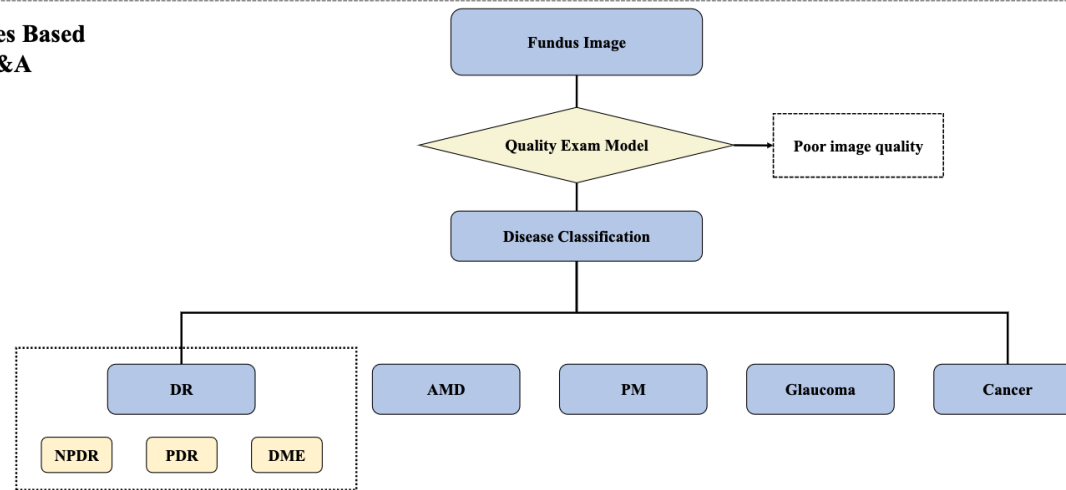 es Based
&A
Fundus Image
Quality Exam Model
Poor image quality
Disease Classification
DR
AMD
PM
Glaucoma
Cancer
NPDR
PDR
DME